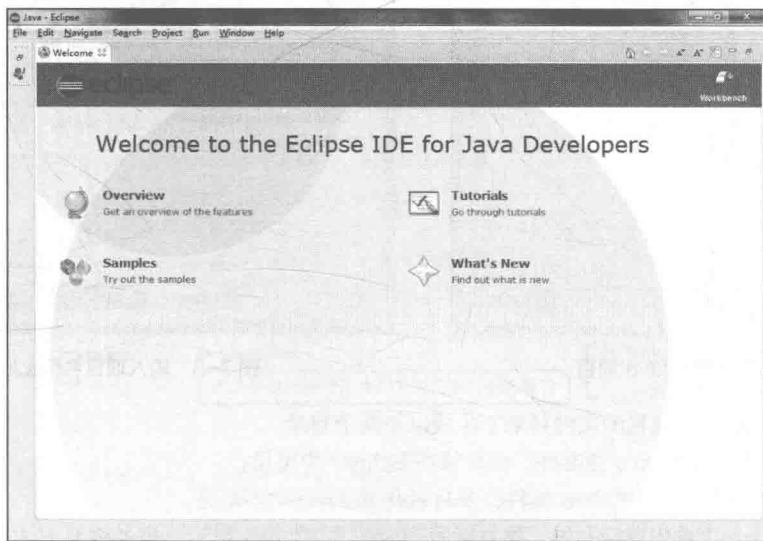 Java - Eclipse
File Edit Navigate Search Project Run Window Help
Welcome
eclipse
Workbench
Welcome to the Eclipse IDE for Java Developers
Overview
Get an overview of the features
Tutorials
Go through tutorials
Samples
Try out the samples
What's New
Find out what is new